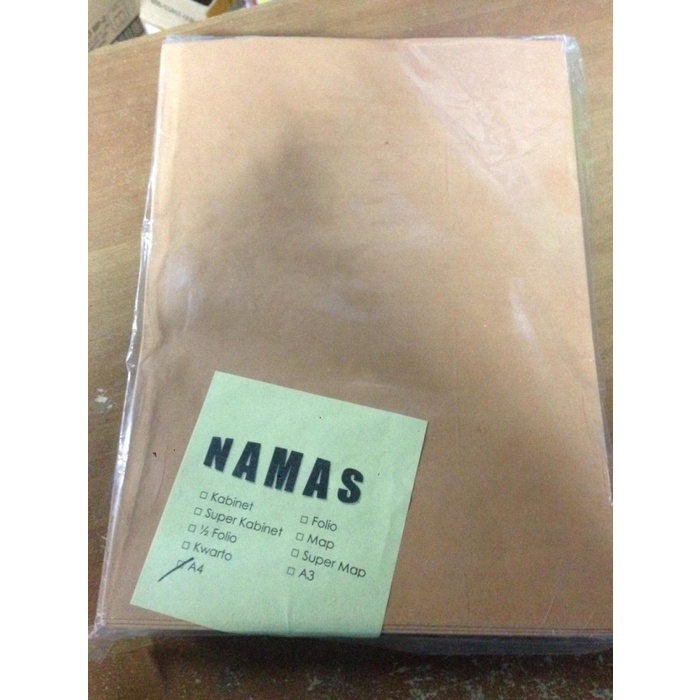 NAMAS
☐ Kabinet
☐ Super Kabinet
☐ ½ Folio
☐ Kwarto
☐ A4
☐ Folio
☐ Map
☐ Super Map
☐ A3